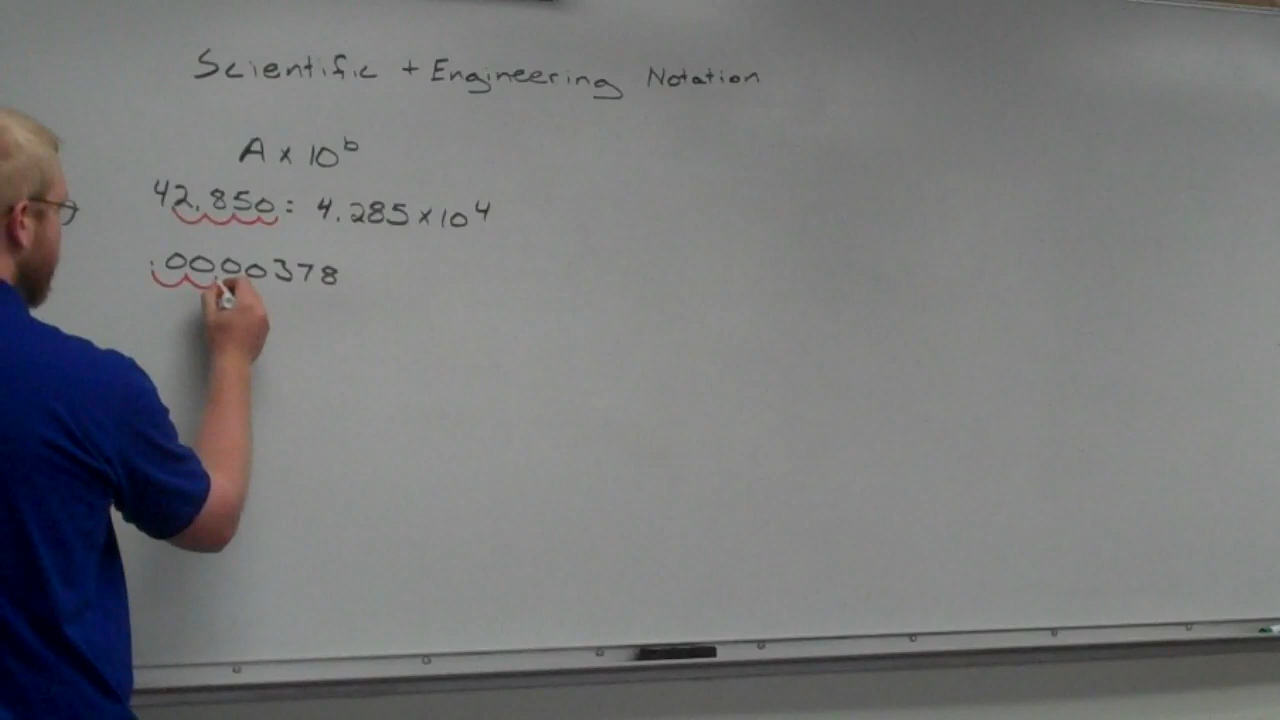 Scientific + Engineering Notation
A x 10^b
42,850 = 4.285 x 10^4
.0000378